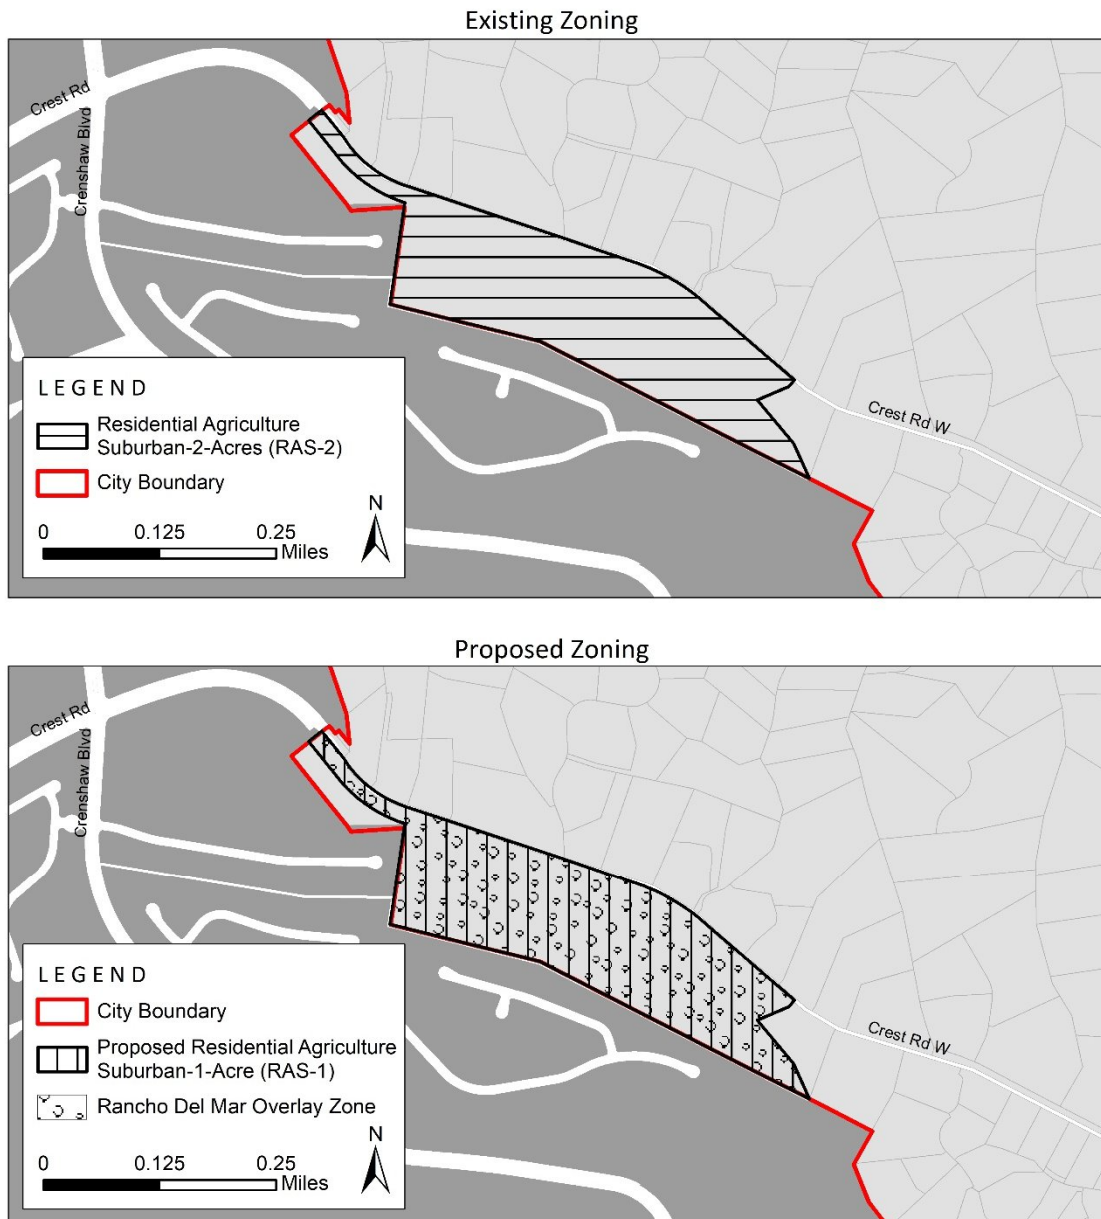 Existing Zoning
Crest Rd
Crenshaw Blvd
Crest Rd W
LEGEND
Residential Agriculture
Suburban-2-Acres (RAS-2)
City Boundary
N
0 0.125 0.25
Miles
Proposed Zoning
Crest Rd
Crenshaw Blvd
Crest Rd W
LEGEND
City Boundary
Proposed Residential Agriculture
Suburban-1-Acre (RAS-1)
Rancho Del Mar Overlay Zone
N
0 0.125 0.25
Miles